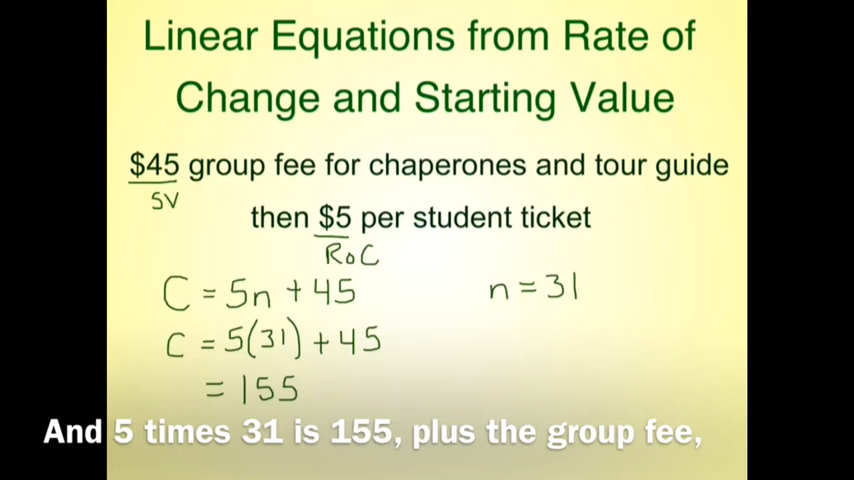 Linear Equations from Rate of
Change and Starting Value
$45 group fee for chaperones and tour guide
SV
then $5 per student ticket
RoC
C = 5n + 45
n = 31
C = 5(31) + 45
= 155
And 5 times 31 is 155, plus the group fee,